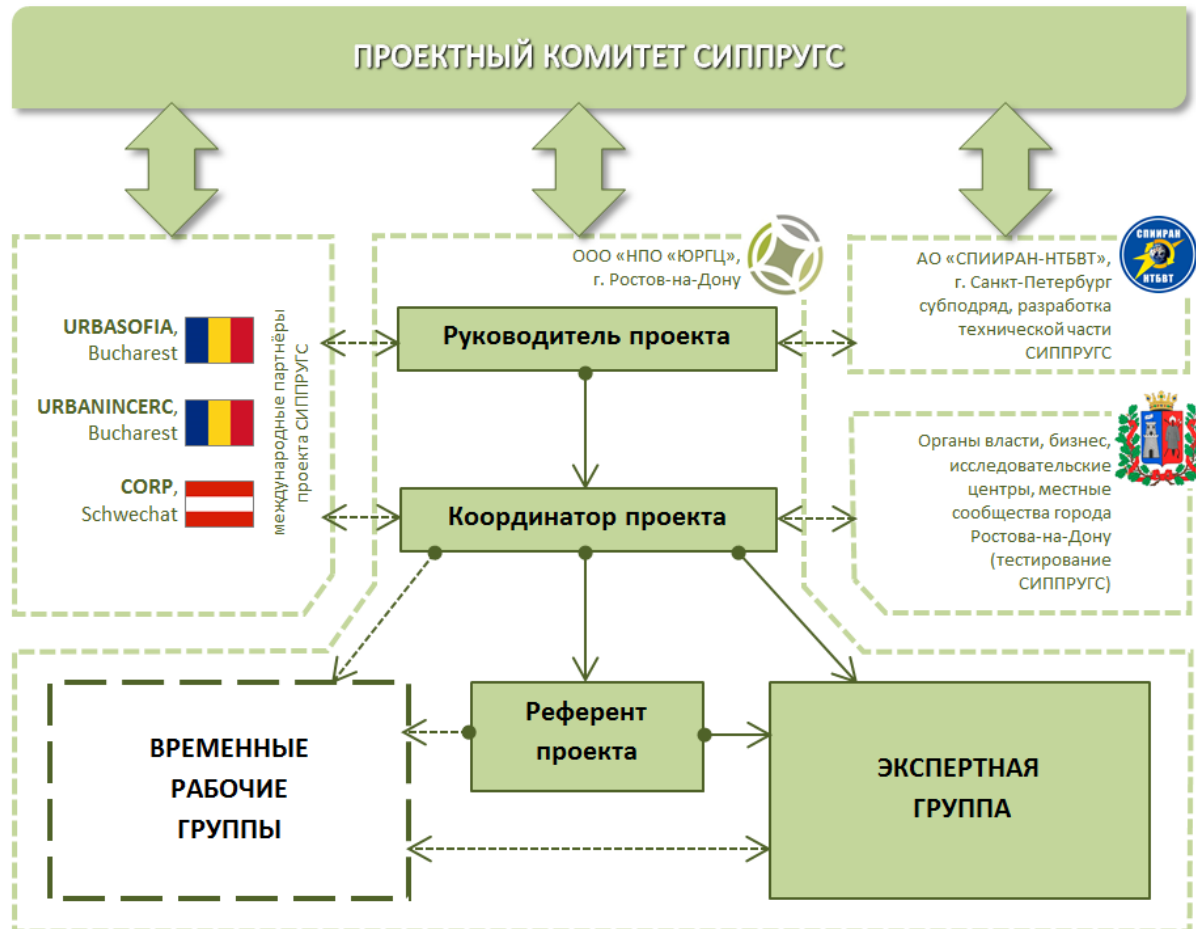 ПРОЕКТНЫЙ КОМИТЕТ СИППРУГС
ООО «НПО «ЮРГЦ»,
г. Ростов-на-Дону
СПИИРАН
НТБВТ
АО «СПИИРАН-НТБВТ»,
г. Санкт-Петербург
субподряд, разработка
технической части
СИППРУГС
URBASOFIA,
Bucharest
URBANINCERC,
Bucharest
CORP,
Schwechat
международные партнёры
проекта СИППРУГС
Руководитель проекта
Координатор проекта
Органы власти, бизнес,
исследовательские
центры, местные
сообщества города
Ростова-на-Дону
(тестирование
СИППРУГС)
ВРЕМЕННЫЕ
РАБОЧИЕ
ГРУППЫ
Референт
проекта
ЭКСПЕРТНАЯ
ГРУППА